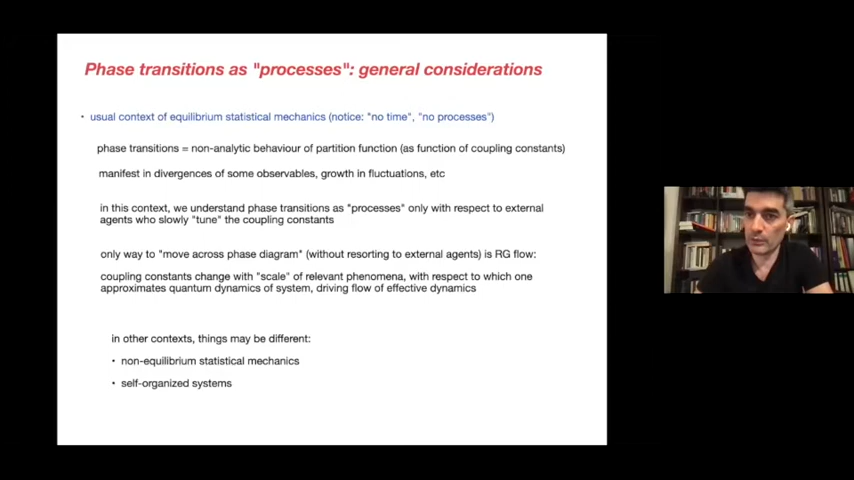 Phase transitions as "processes": general considerations
• usual context of equilibrium statistical mechanics (notice: "no time", "no processes")
phase transitions = non-analytic behaviour of partition function (as function of coupling constants)
manifest in divergences of some observables, growth in fluctuations, etc
in this context, we understand phase transitions as "processes" only with respect to external
agents who slowly "tune" the coupling constants
only way to "move across phase diagram" (without resorting to external agents) is RG flow:
coupling constants change with "scale" of relevant phenomena, with respect to which one
approximates quantum dynamics of system, driving flow of effective dynamics
in other contexts, things may be different:
• non-equilibrium statistical mechanics
• self-organized systems